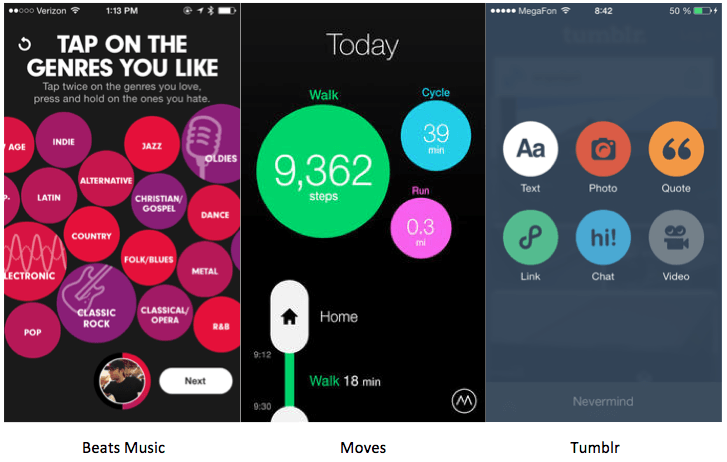 Verizon
1:13 PM
TAP ON THE
GENRES YOU LIKE
Tap twice on the genres you love,
press and hold on the ones you hate.
AGE
INDIE
JAZZ
OLDIES
ALTERNATIVE
LATIN
CHRISTIAN/
GOSPEL
DANCE
COUNTRY
FOLK/BLUES
LECTRONIC
METAL
CLASSIC
ROCK
CLASSICAL/
OPERA
POP
R&B
Next
Today
Walk
9,362
steps
Cycle
39
min
Run
0.3
mi
Home
9:12
Walk 18 min
9:30
MegaFon
8:42
50 %
tumblr.
Aa
Text
Photo
Quote
Link
hi!
Chat
Video
Nevermind
Beats Music
Moves
Tumblr